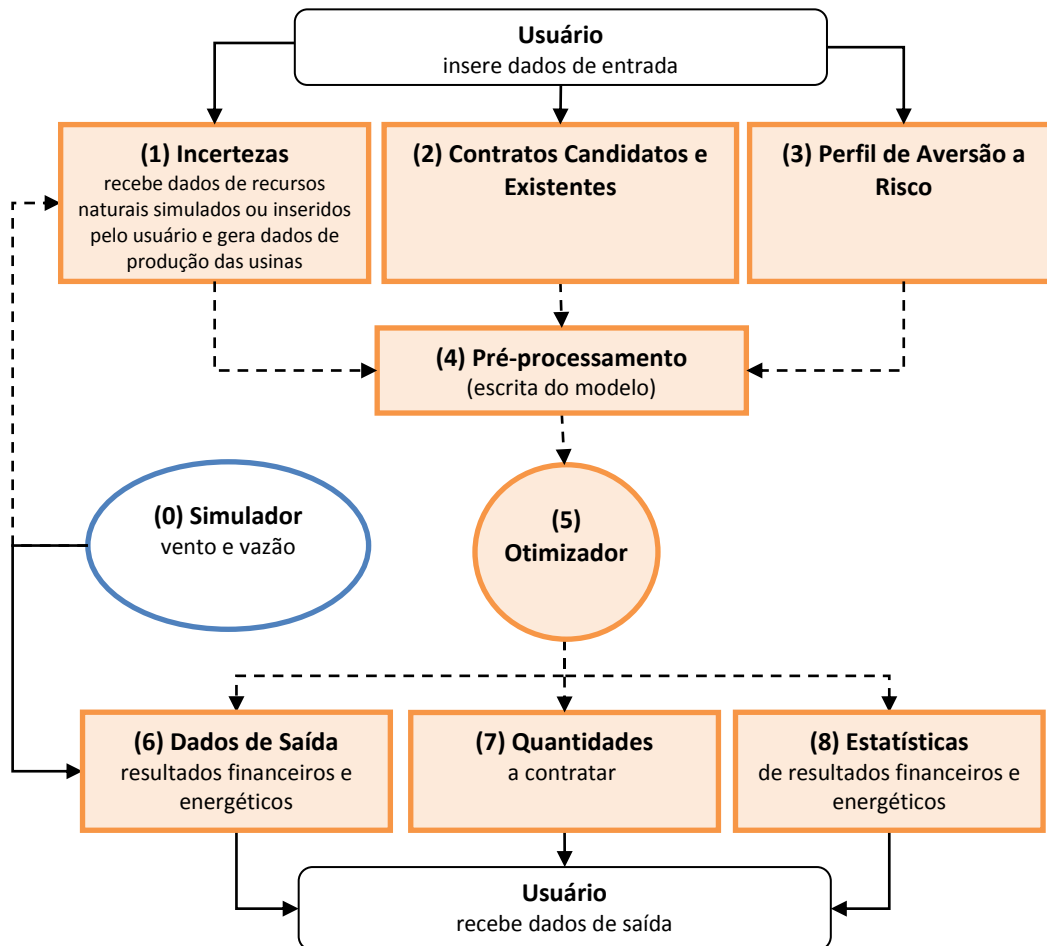 Usuário
insere dados de entrada
(1) Incertezas
recebe dados de recursos
naturais simulados ou inseridos
pelo usuário e gera dados de
produção das usinas
(2) Contratos Candidatos e
Existentes
(3) Perfil de Aversão a
Risco
(4) Pré-processamento
(escrita do modelo)
(0) Simulador
vento e vazão
(5)
Otimizador
(6) Dados de Saída
resultados financeiros e
energéticos
(7) Quantidades
a contratar
(8) Estatísticas
de resultados financeiros e
energéticos
Usuário
recebe dados de saída